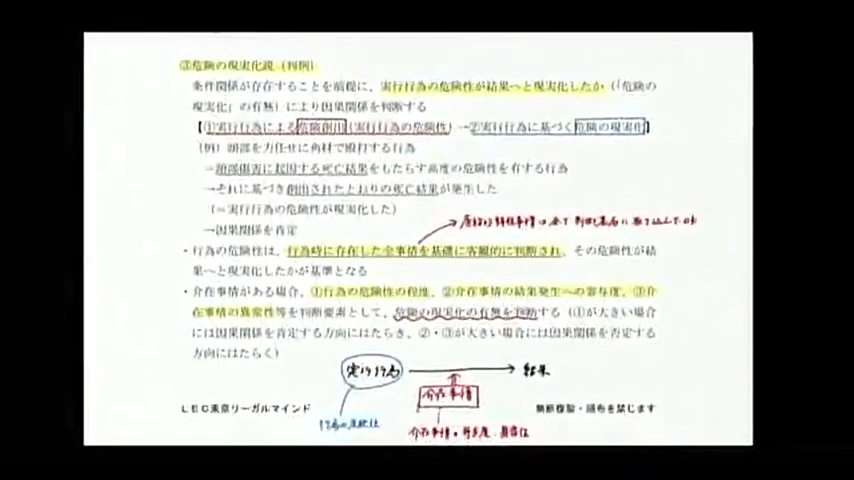 ③危険の現実化説（判例）
条件関係が存在することを前提に、実行行為の危険性が結果へと現実化したか（「危険の
現実化」の有無）により因果関係を判断する
【①実行行為による危険創出（実行行為の危険性）→②実行行為に基づく危険の現実化】
（例）頭部を力任せに角材で殴打する行為
→頭部傷害に起因する死亡結果をもたらす高度の危険性を有する行為
→それに基づき創出されたとおりの死亡結果が発生した
（＝実行行為の危険性が現実化した）
→因果関係を肯定
・行為の危険性は、行為時に存在した全事情を基礎に客観的に判断され、その危険性が結
果へと現実化したかが基準となる
・介在事情がある場合、①行為の危険性の程度、②介在事情の結果発生への寄与度、③介
在事情の異常性等を判断要素として、危険の現実化の有無を判断する（①が大きい場合
には因果関係を肯定する方向にはたらき、②・③が大きい場合には因果関係を否定する
方向にはたらく）
実行行為 → 結果
介在事情
行為の危険性
介在事情の寄与度・異常性
ＬＥＣ東京リーガルマインド
無断複製・頒布を禁じます